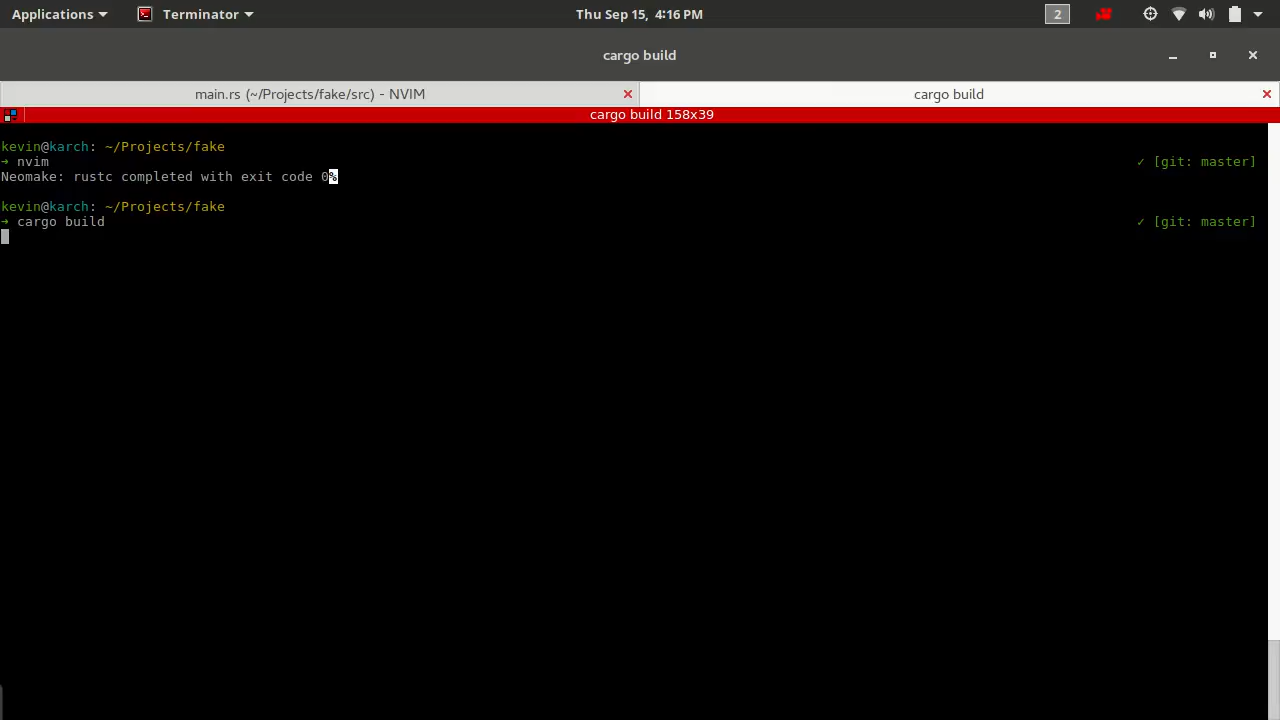 Applications Terminator Thu Sep 15, 4:16 PM 2
cargo build
main.rs (~/Projects/fake/src) - NVIM cargo build
cargo build 158x39
kevin@karch: ~/Projects/fake
➜ nvim ✓ [git: master]
Neomake: rustc completed with exit code 0%
kevin@karch: ~/Projects/fake
➜ cargo build ✓ [git: master]